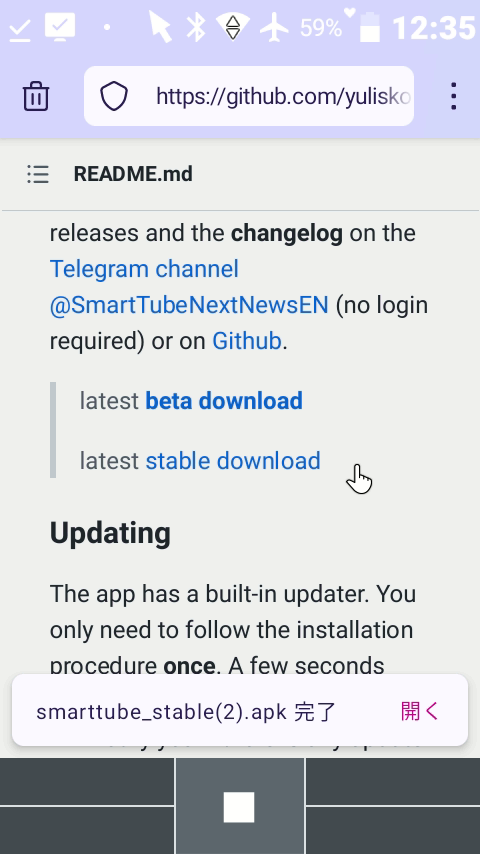 59%
12:35
https://github.com/yulisko
README.md
releases and the changelog on the
Telegram channel
@SmartTubeNextNewsEN (no login
required) or on Github.
latest beta download
latest stable download
Updating
The app has a built-in updater. You
only need to follow the installation
procedure once. A few seconds
smarttube_stable(2).apk 完了
開く